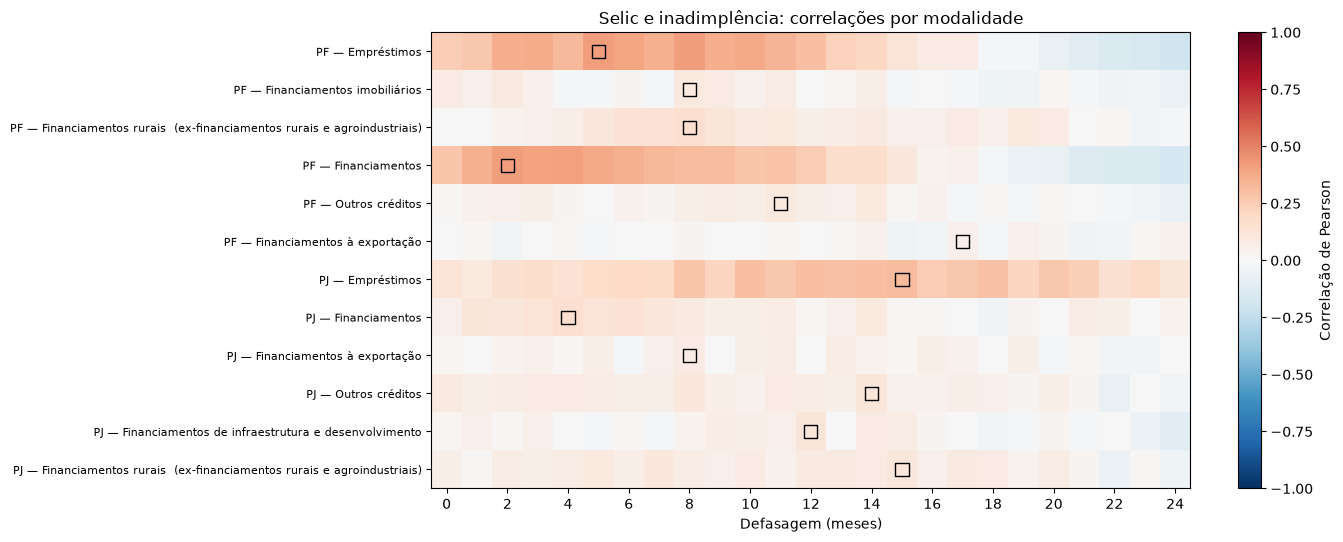 Selic e inadimplência: correlações por modalidade
PF — Empréstimos
PF — Financiamentos imobiliários
PF — Financiamentos rurais  (ex-financiamentos rurais e agroindustriais)
PF — Financiamentos
PF — Outros créditos
PF — Financiamentos à exportação
PJ — Empréstimos
PJ — Financiamentos
PJ — Financiamentos à exportação
PJ — Outros créditos
PJ — Financiamentos de infraestrutura e desenvolvimento
PJ — Financiamentos rurais  (ex-financiamentos rurais e agroindustriais)
0 2 4 6 8 10 12 14 16 18 20 22 24
Defasagem (meses)
1.00
0.75
0.50
0.25
0.00
−0.25
−0.50
−0.75
−1.00
Correlação de Pearson